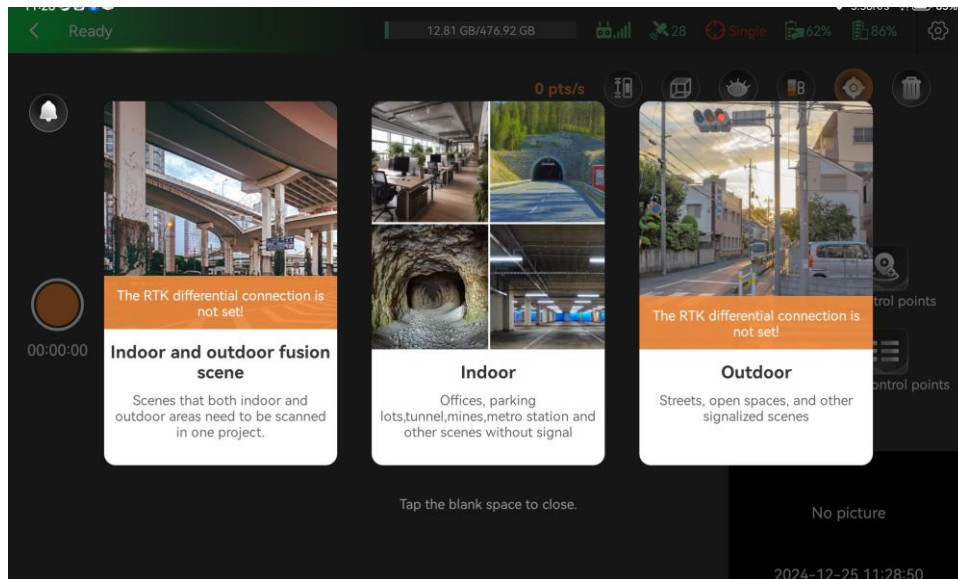 Ready
12.81 GB/476.92 GB
28
Single
62%
86%
0 pts/s
B
The RTK differential connection is
not set!
Indoor and outdoor fusion
scene
Scenes that both indoor and
outdoor areas need to be scanned
in one project.
Indoor
Offices, parking
lots,tunnel,mines,metro station and
other scenes without signal
The RTK differential connection is
not set!
Outdoor
Streets, open spaces, and other
signalized scenes
00:00:00
trol points
ontrol points
Tap the blank space to close.
No picture
2024-12-25 11:28:50